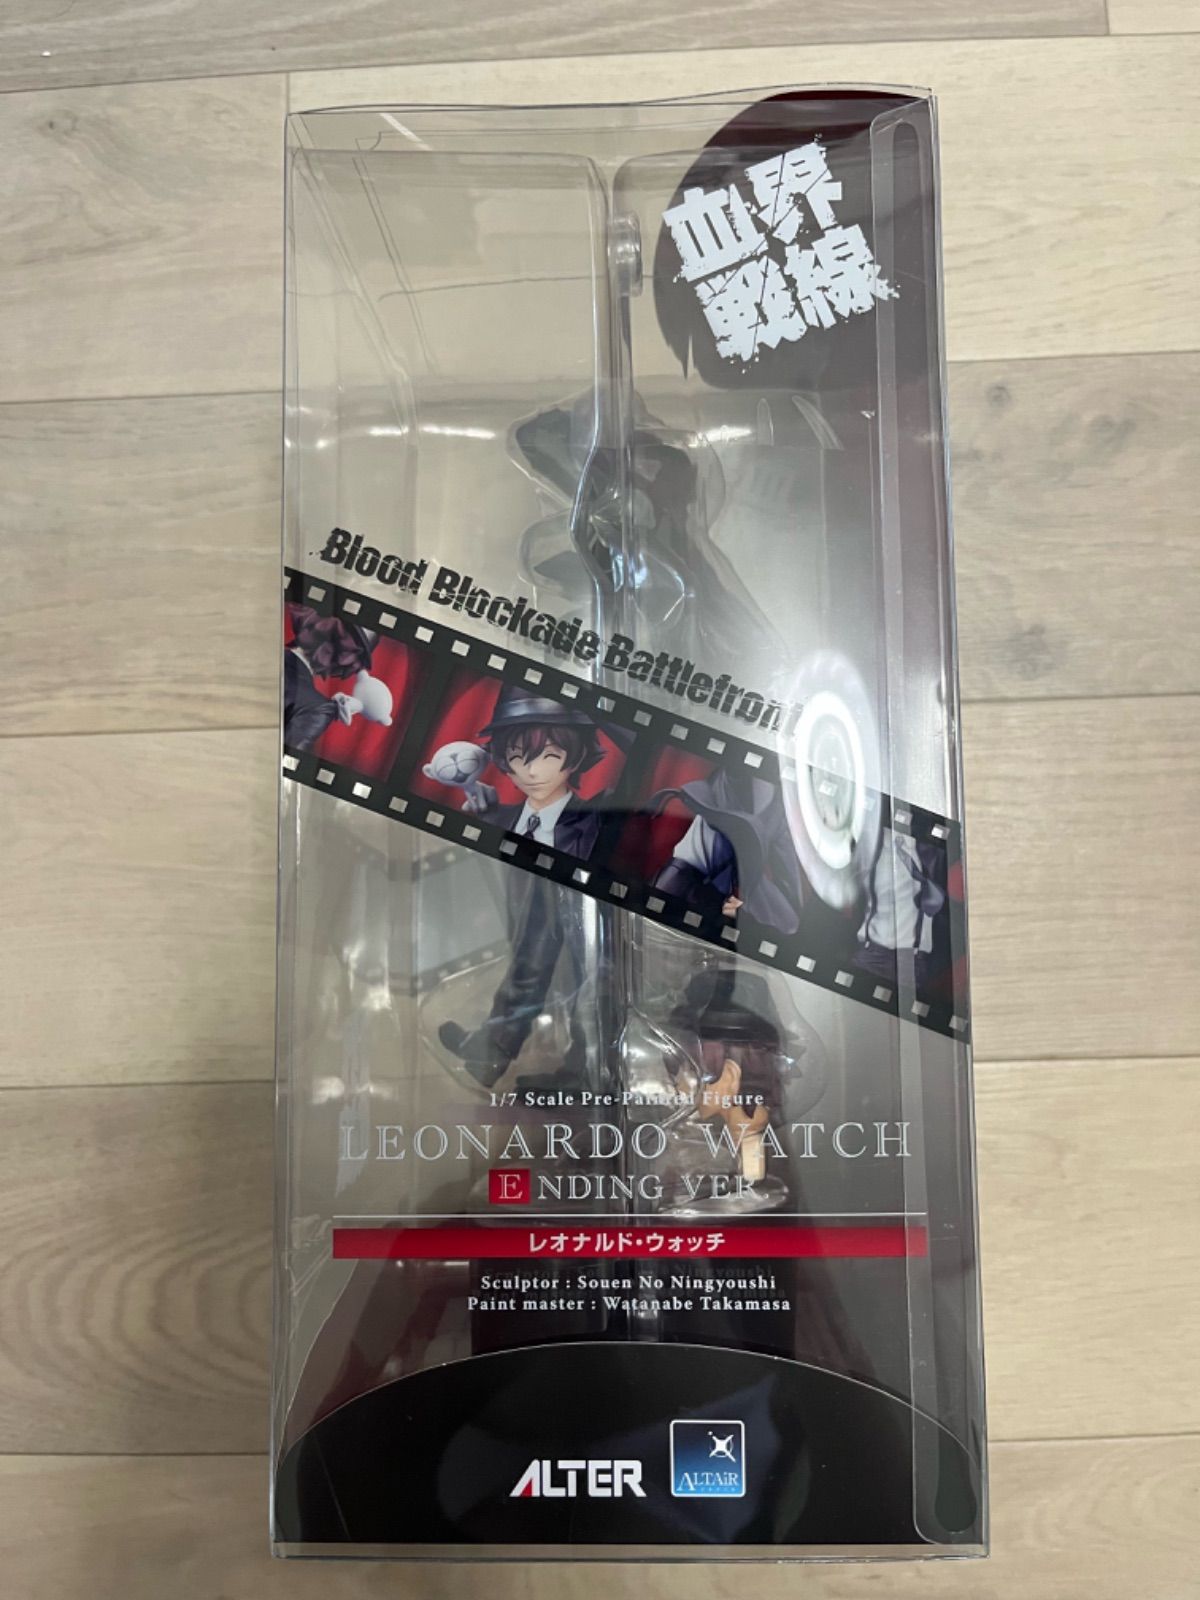 血界
戦線
Blood Blockade Battlefront
1/7 Scale Pre-Painted Figure
LEONARDO WATCH
ENDING VER.
レオナルド・ウォッチ
Sculptor : Souen No Ningyoushi
Paint master : Watanabe Takamasa
ALTER
ALTAiR